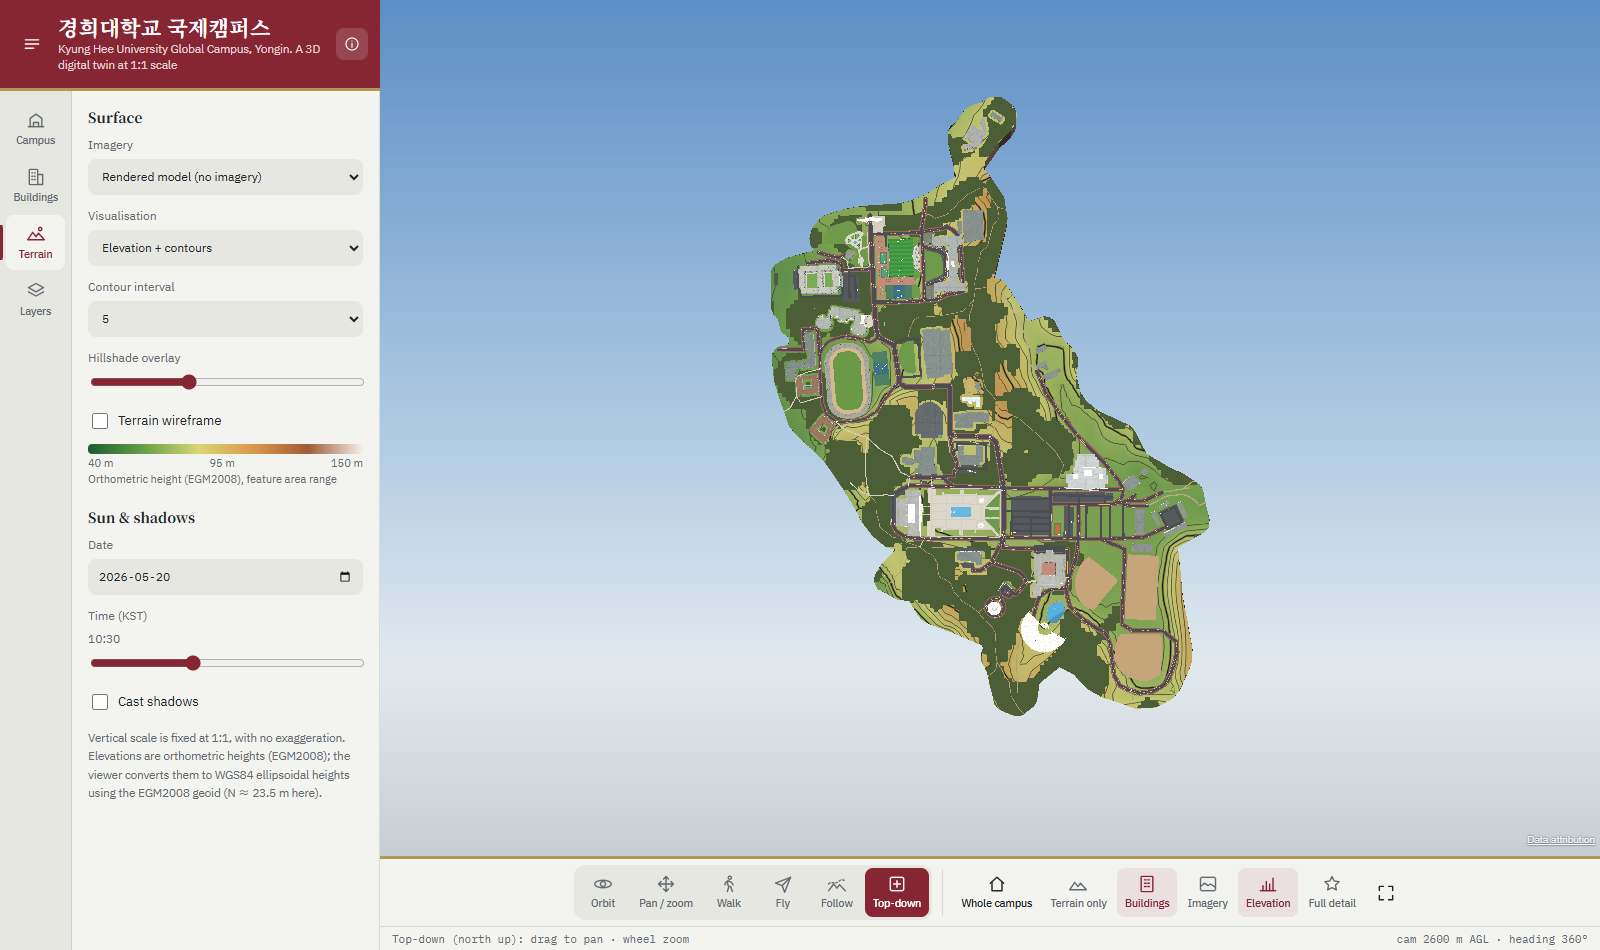 경희대학교 국제캠퍼스
Kyung Hee University Global Campus, Yongin. A 3D
digital twin at 1:1 scale
Campus
Buildings
Terrain
Layers
Surface
Imagery
Rendered model (no imagery)
Visualisation
Elevation + contours
Contour interval
5
Hillshade overlay
Terrain wireframe
40 m 95 m 150 m
Orthometric height (EGM2008), feature area range
Sun & shadows
Date
2026-05-20
Time (KST)
10:30
Cast shadows
Vertical scale is fixed at 1:1, with no exaggeration.
Elevations are orthometric heights (EGM2008); the
viewer converts them to WGS84 ellipsoidal heights
using the EGM2008 geoid (N ≈ 23.5 m here).
Data attribution
Orbit Pan / zoom Walk Fly Follow Top-down Whole campus Terrain only Buildings Imagery Elevation Full detail
Top-down (north up): drag to pan · wheel zoom cam 2600 m AGL · heading 360°